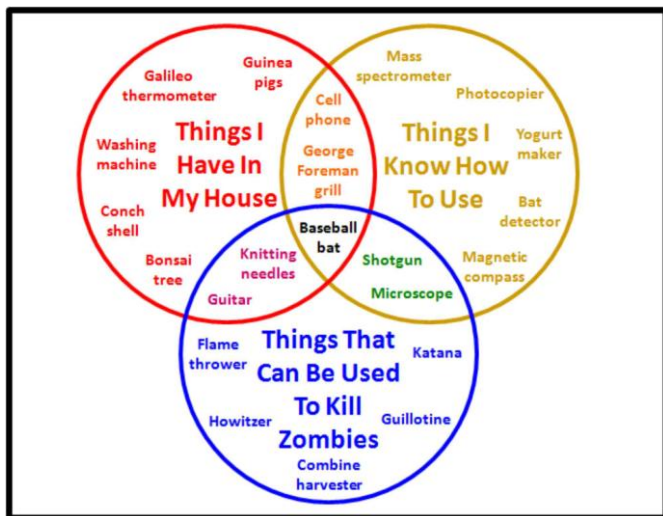 Guinea
pigs
Galileo
thermometer
Washing
machine
Things I
Have In
My House
Conch
shell
Bonsai
tree
Cell
phone
George
Foreman
grill
Mass
spectrometer
Photocopier
Things I
Know How
To Use
Yogurt
maker
Bat
detector
Magnetic
compass
Baseball
bat
Knitting
needles
Guitar
Shotgun
Microscope
Flame
thrower
Things That
Can Be Used
To Kill
Zombies
Katana
Howitzer
Guillotine
Combine
harvester